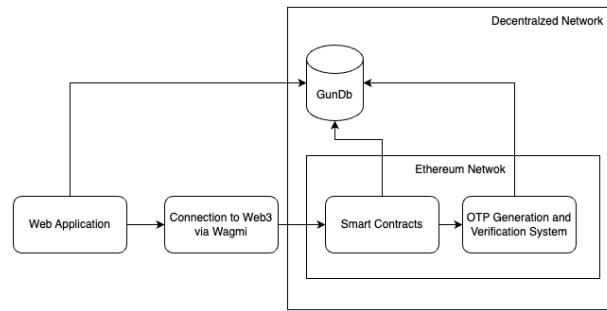 Decentralzed Network
GunDb
Ethereum Netwok
Web Application
Connection to Web3
via Wagmi
Smart Contracts
OTP Generation and
Verification System